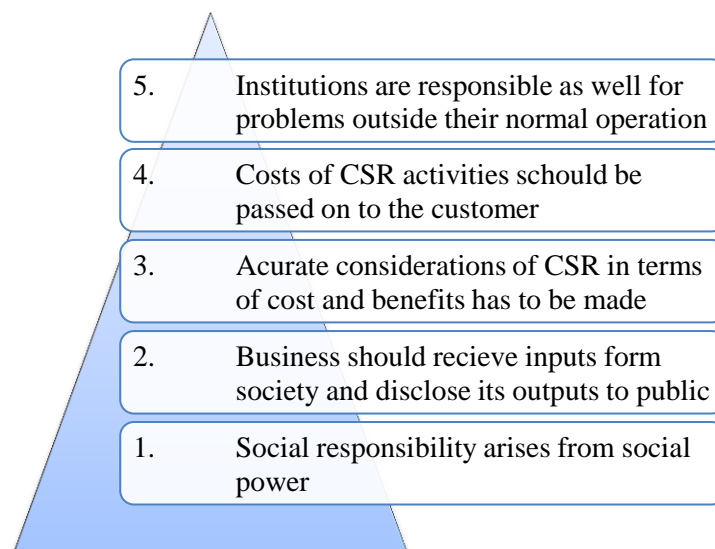 5. Institutions are responsible as well for
problems outside their normal operation
4. Costs of CSR activities schould be
passed on to the customer
3. Acurate considerations of CSR in terms
of cost and benefits has to be made
2. Business should recieve inputs form
society and disclose its outputs to public
1. Social responsibility arises from social
power